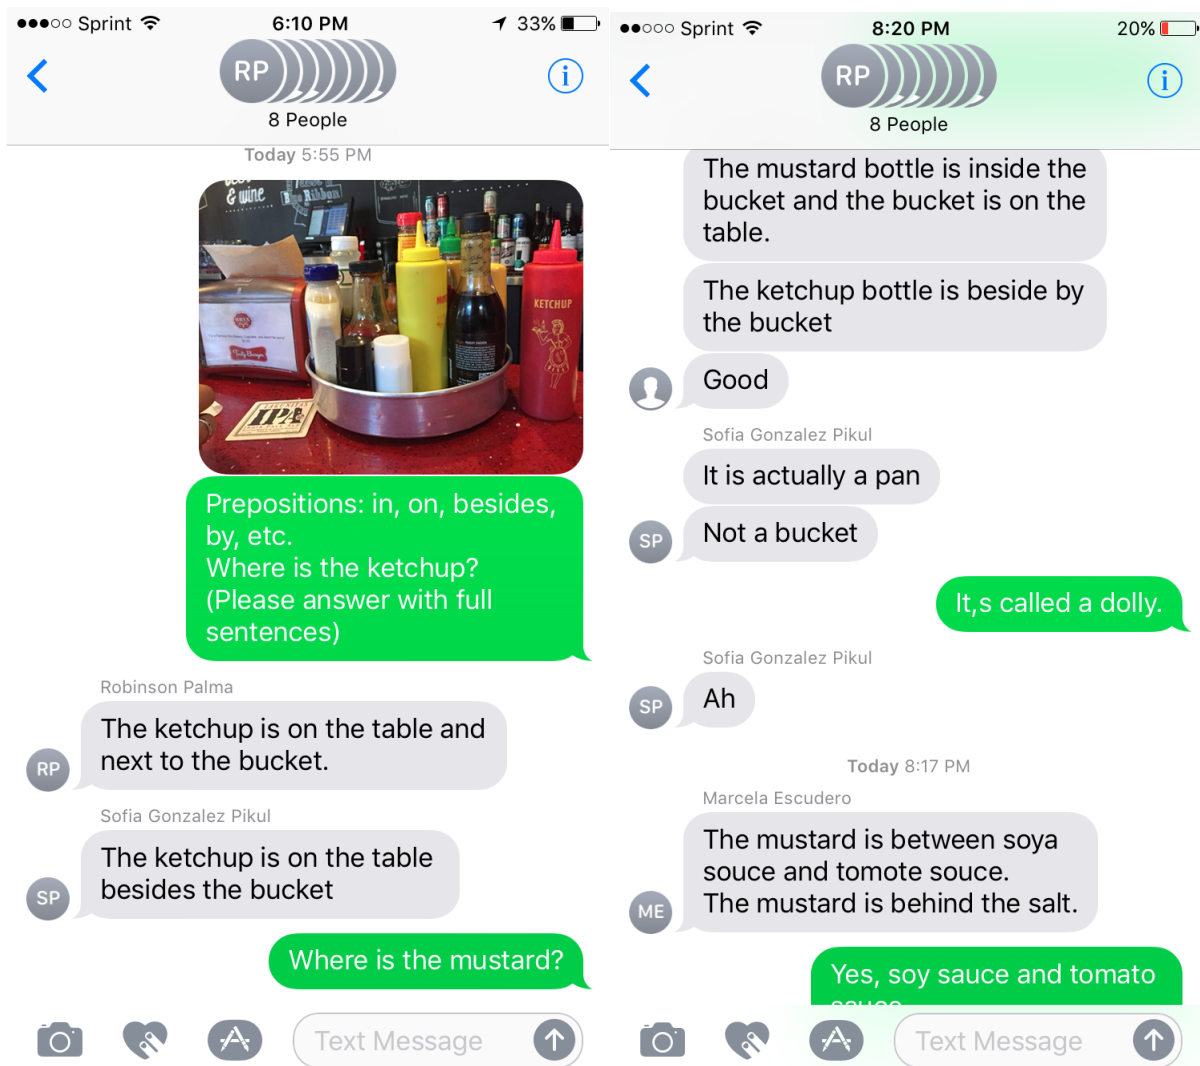 Sprint 6:10 PM 33%
RP
8 People
Today 5:55 PM
& wine
Blue Ribbon!
KETCHUP
IPA
Prepositions: in, on, besides,
by, etc.
Where is the ketchup?
(Please answer with full
sentences)
Robinson Palma
The ketchup is on the table and
next to the bucket.
RP
Sofia Gonzalez Pikul
The ketchup is on the table
besides the bucket
SP
Where is the mustard?
Text Message
Sprint 8:20 PM 20%
RP
8 People
The mustard bottle is inside the
bucket and the bucket is on the
table.
The ketchup bottle is beside by
the bucket
Good
Sofia Gonzalez Pikul
It is actually a pan
Not a bucket
SP
It,s called a dolly.
Sofia Gonzalez Pikul
Ah
SP
Today 8:17 PM
Marcela Escudero
The mustard is between soya
souce and tomote souce.
The mustard is behind the salt.
ME
Yes, soy sauce and tomato
sauce
Text Message